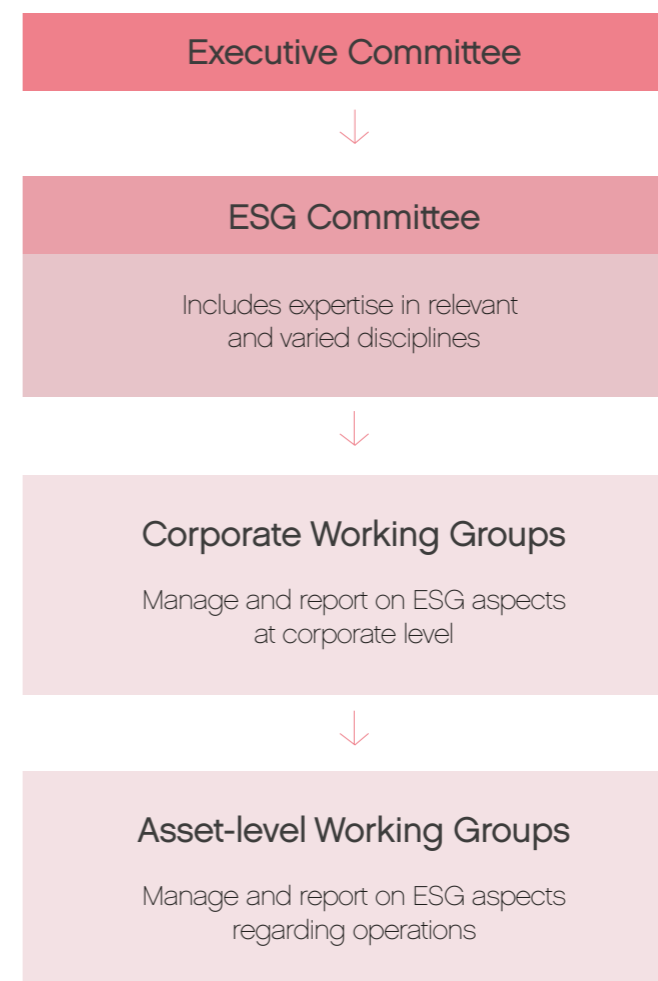 Executive Committee
ESG Committee
Includes expertise in relevant
and varied disciplines
Corporate Working Groups
Manage and report on ESG aspects
at corporate level
Asset-level Working Groups
Manage and report on ESG aspects
regarding operations